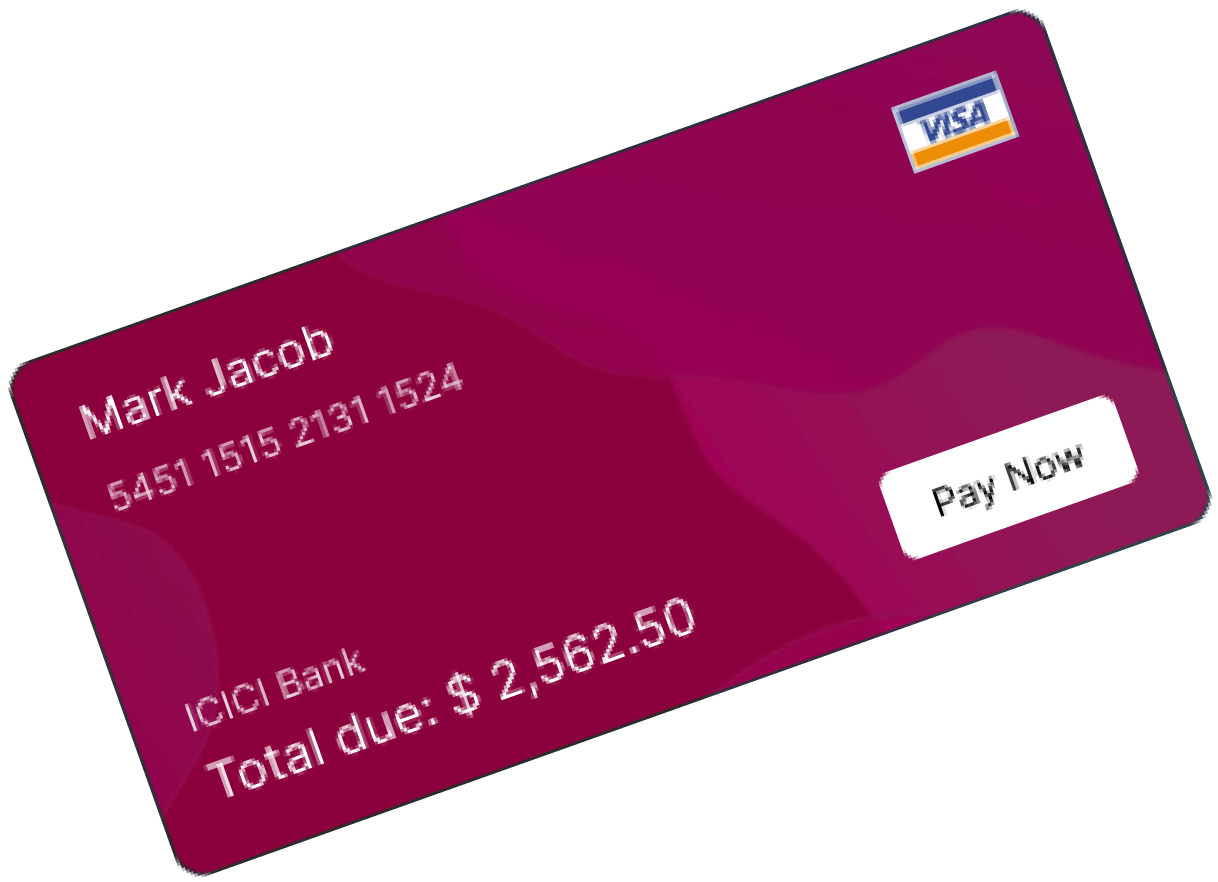 VISA
Mark Jacob
5451 1515 2131 1524
Pay Now
ICICI Bank
Total due: $ 2,562.50